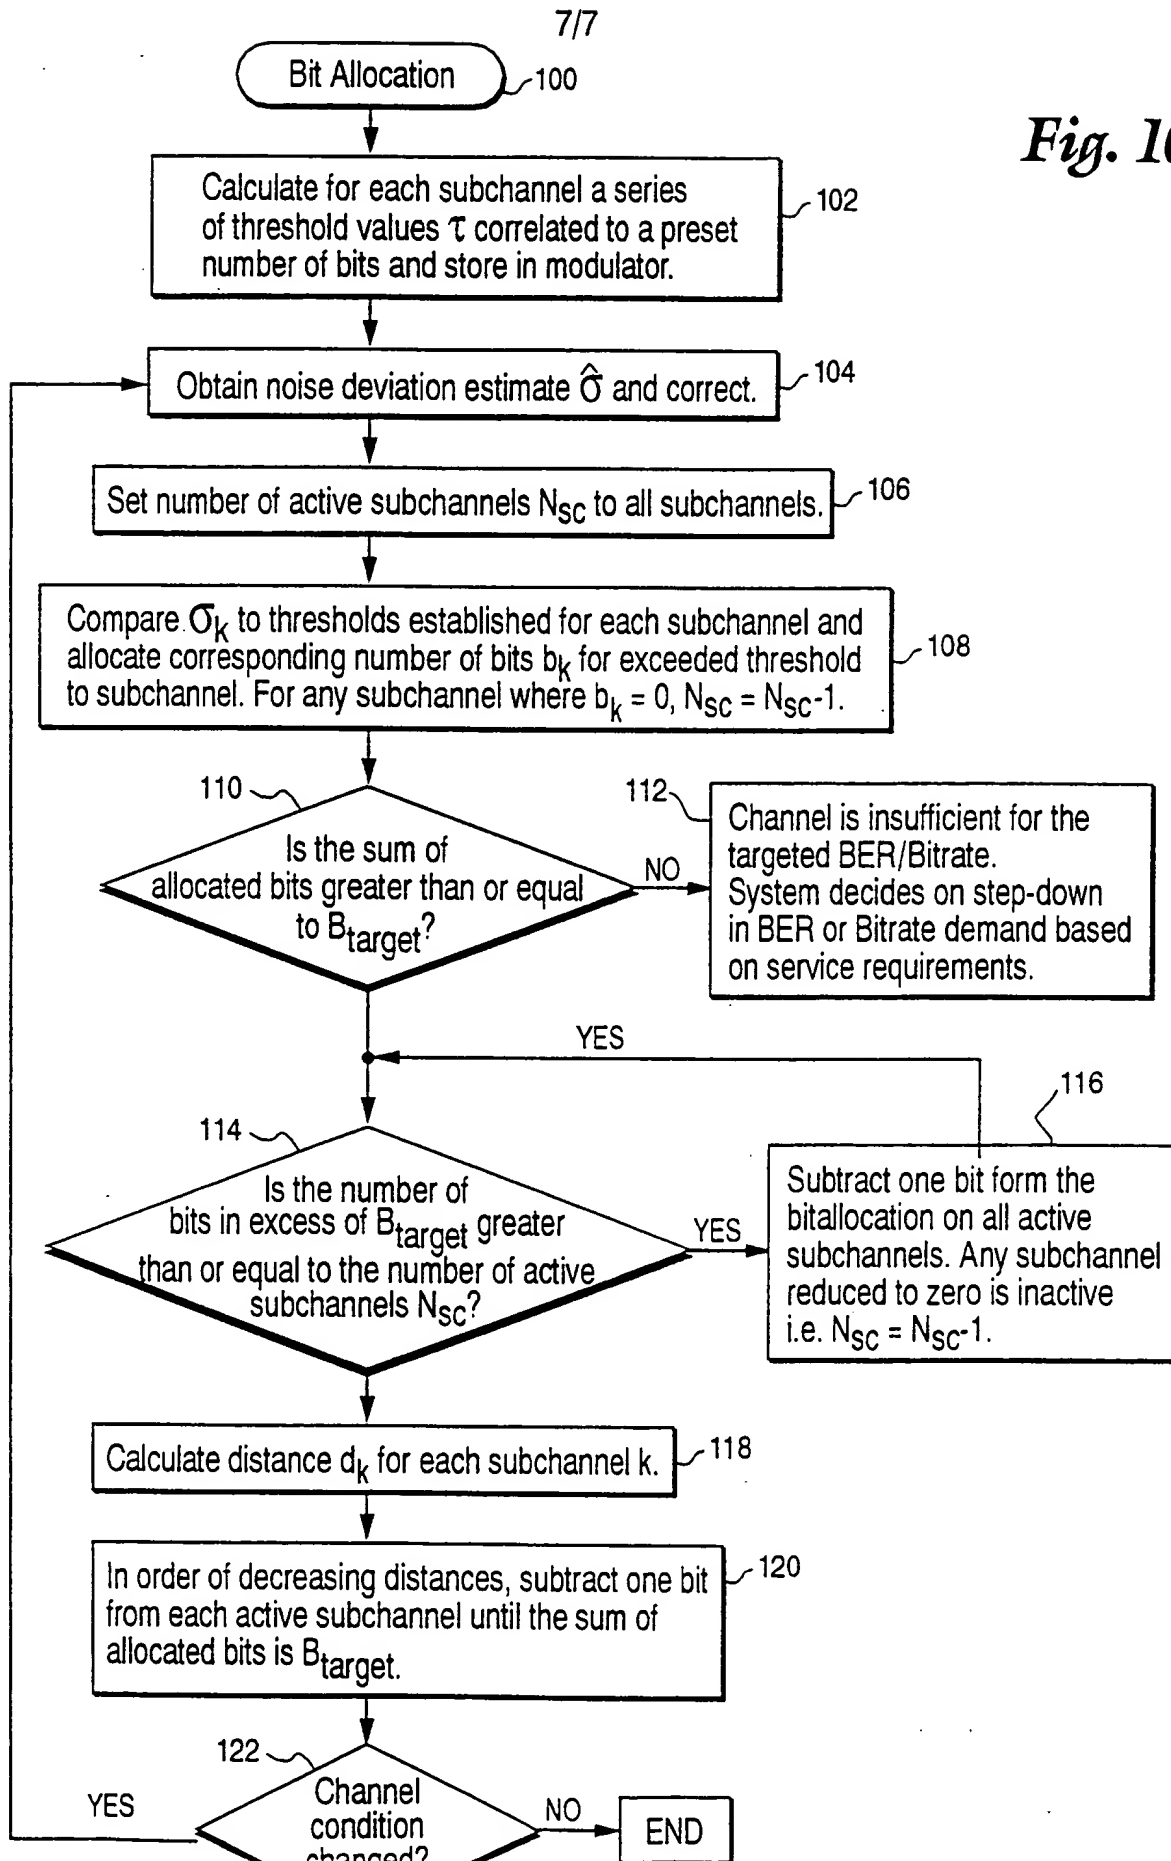 7/7
Bit Allocation
100
Fig. 10
Calculate for each subchannel a series
of threshold values τ correlated to a preset
number of bits and store in modulator.
102
Obtain noise deviation estimate σ̂ and correct.
104
Set number of active subchannels NSC to all subchannels.
106
Compare σk to thresholds established for each subchannel and
allocate corresponding number of bits bk for exceeded threshold
to subchannel. For any subchannel where bk = 0, NSC = NSC-1.
108
110
Is the sum of
allocated bits greater than or equal
to Btarget?
NO
112
Channel is insufficient for the
targeted BER/Bitrate.
System decides on step-down
in BER or Bitrate demand based
on service requirements.
YES
114
Is the number of
bits in excess of Btarget greater
than or equal to the number of active
subchannels NSC?
YES
116
Subtract one bit form the
bitallocation on all active
subchannels. Any subchannel
reduced to zero is inactive
i.e. NSC = NSC-1.
Calculate distance dk for each subchannel k.
118
In order of decreasing distances, subtract one bit
from each active subchannel until the sum of
allocated bits is Btarget.
120
122
Channel
condition
changed?
YES
NO
END